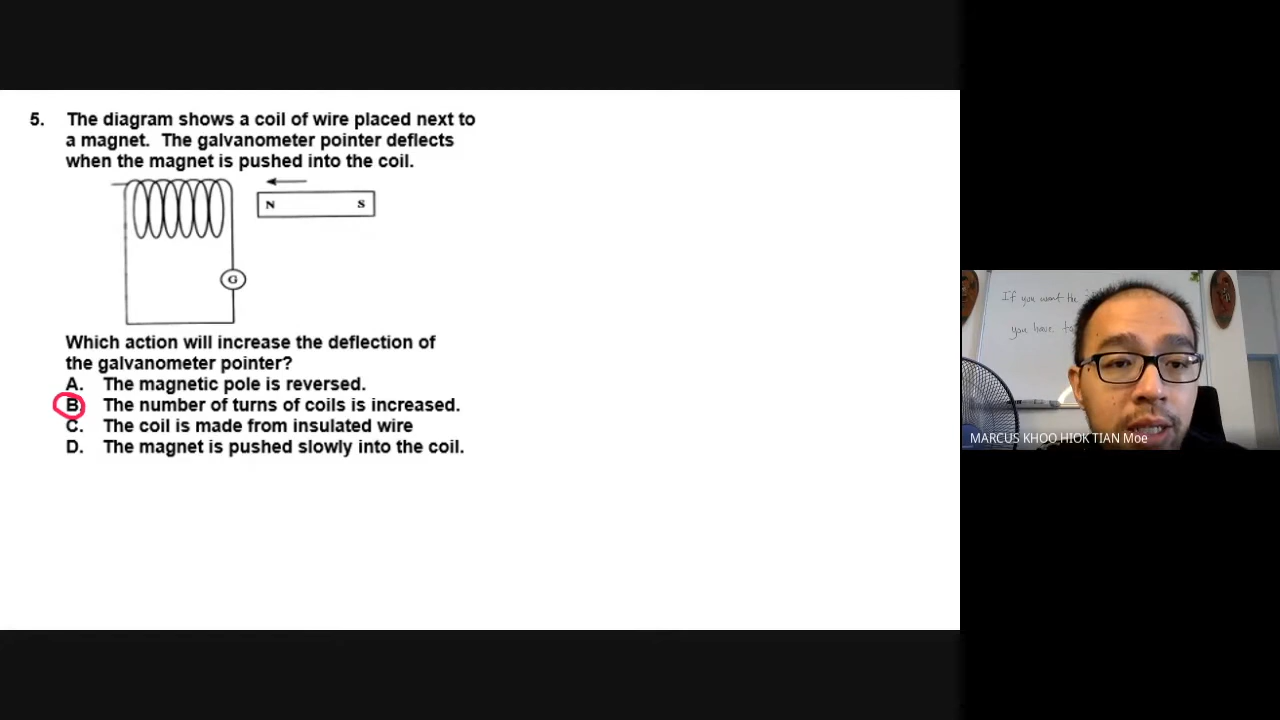 5. The diagram shows a coil of wire placed next to
a magnet. The galvanometer pointer deflects
when the magnet is pushed into the coil.
N S
G
Which action will increase the deflection of
the galvanometer pointer?
A. The magnetic pole is reversed.
B. The number of turns of coils is increased.
C. The coil is made from insulated wire
D. The magnet is pushed slowly into the coil.
If you want the
you have to
MARCUS KHOO HIOK TIAN Moe